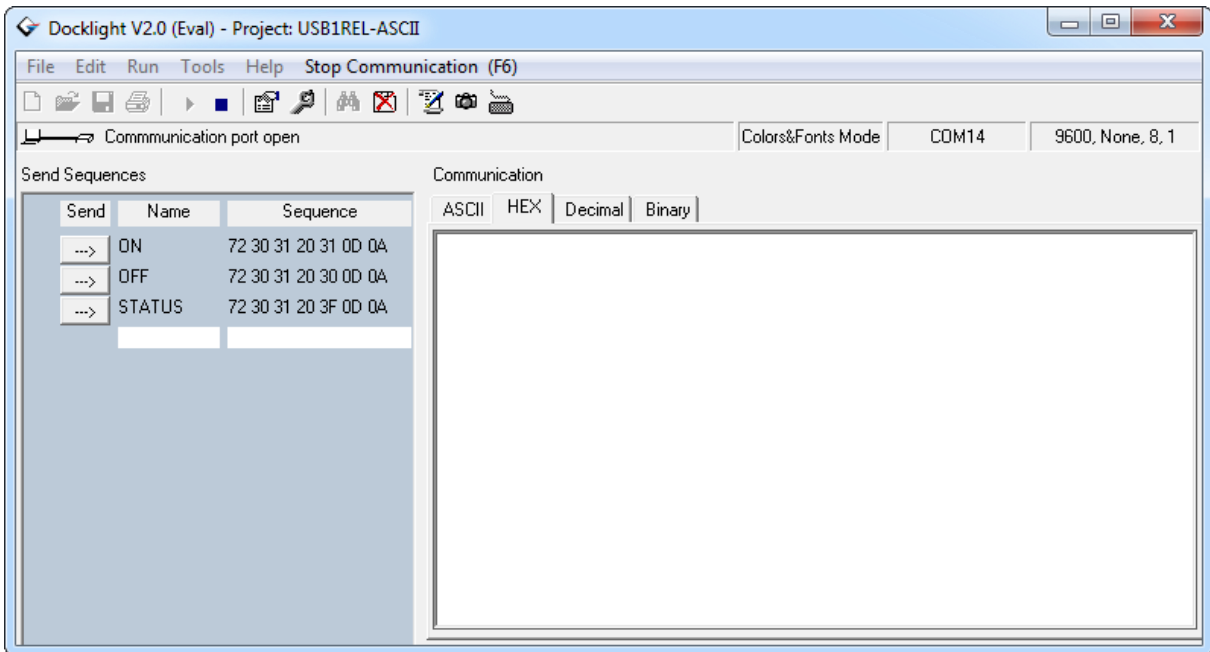 Docklight V2.0 (Eval) - Project: USB1REL-ASCII
File Edit Run Tools Help Stop Communication (F6)
Commmunication port open Colors&Fonts Mode COM14 9600, None, 8, 1
Send Sequences Communication
Send Name Sequence ASCII HEX Decimal Binary
---> ON 72 30 31 20 31 0D 0A
---> OFF 72 30 31 20 30 0D 0A
---> STATUS 72 30 31 20 3F 0D 0A